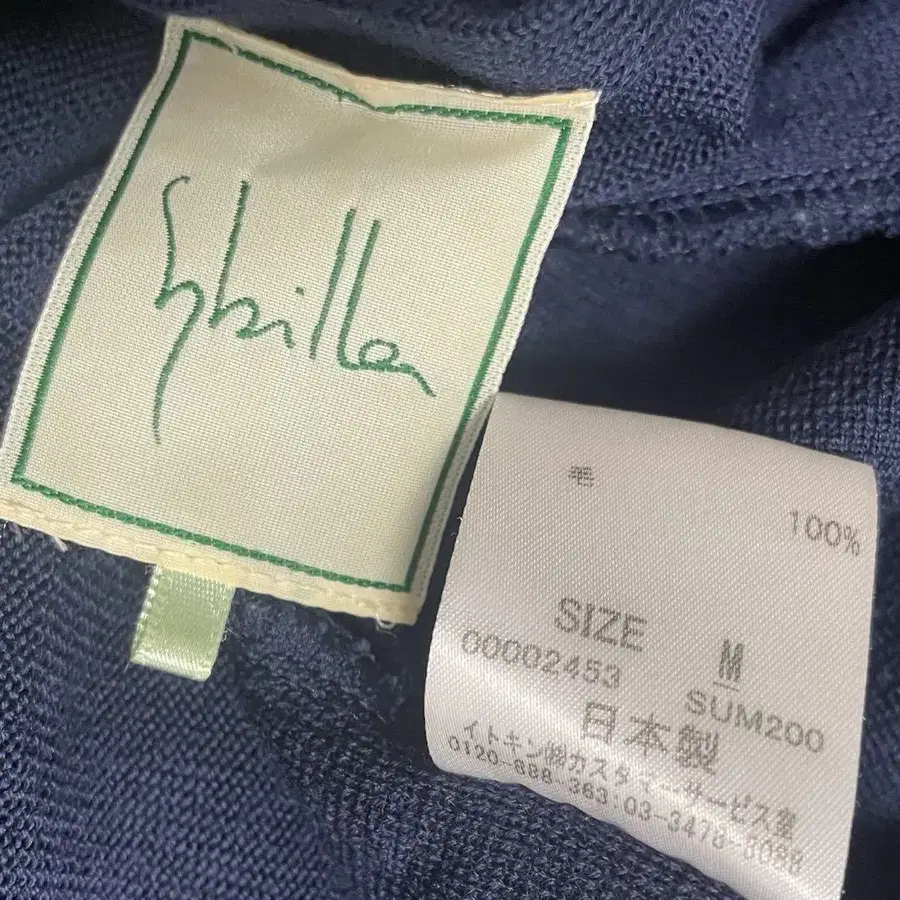 Sybilla
毛
100%
SIZE M
00002453 SUM200
日本製
イトキン㈱カスタマーサービス室
0120-888-363:03-3478-8088